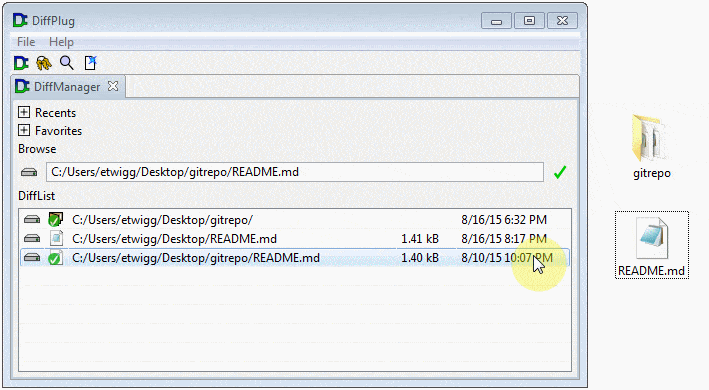 DiffPlug
File Help
DiffManager
Recents
Favorites
Browse
C:/Users/etwigg/Desktop/gitrepo/README.md
DiffList
C:/Users/etwigg/Desktop/gitrepo/ 8/16/15 6:32 PM
C:/Users/etwigg/Desktop/README.md 1.41 kB 8/16/15 8:17 PM
C:/Users/etwigg/Desktop/gitrepo/README.md 1.40 kB 8/10/15 10:07 PM
gitrepo
README.md